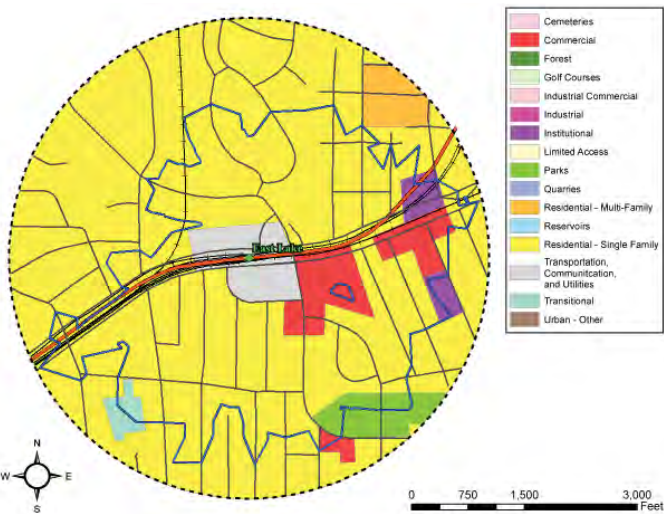 Cemeteries
Commercial
Forest
Golf Courses
Industrial Commercial
Industrial
Institutional
Limited Access
Parks
Quarries
Residential - Multi-Family
Reservoirs
Residential - Single Family
Transportation,
Communitcation,
and Utilities
Transitional
Urban - Other
East Lake
N
W E
S
0 750 1,500 3,000
Feet